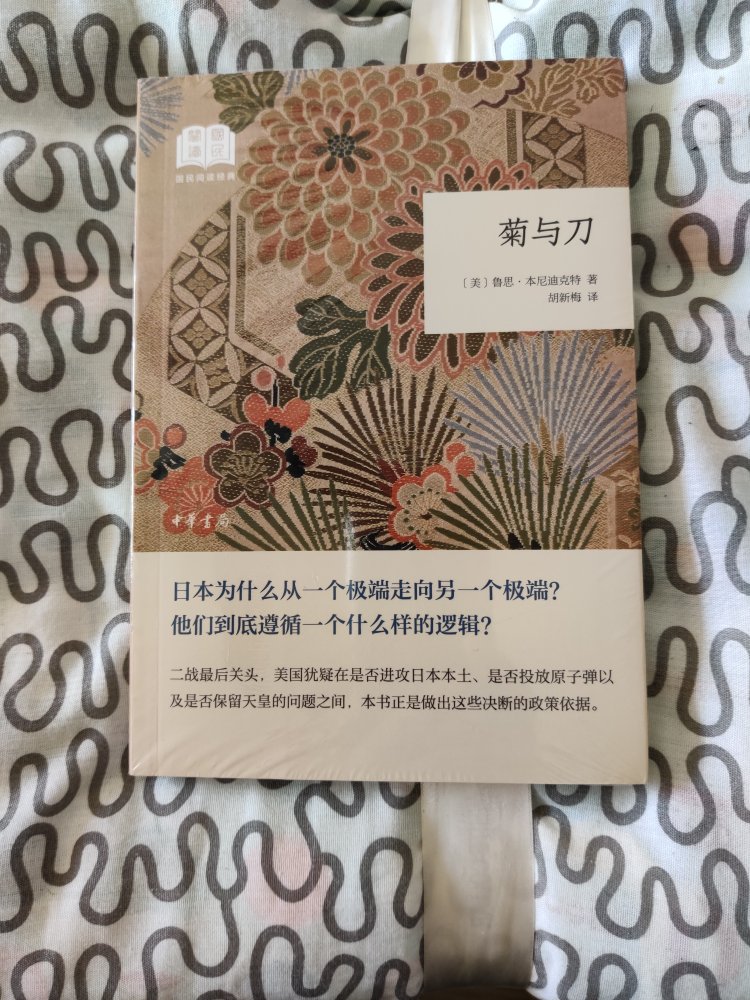 国民阅读经典
菊与刀
〔美〕鲁思·本尼迪克特 著
胡新梅 译
中華書局
日本为什么从一个极端走向另一个极端？
他们到底遵循一个什么样的逻辑？
二战最后关头，美国犹疑在是否进攻日本本土、是否投放原子弹以
及是否保留天皇的问题之间，本书正是做出这些决断的政策依据。